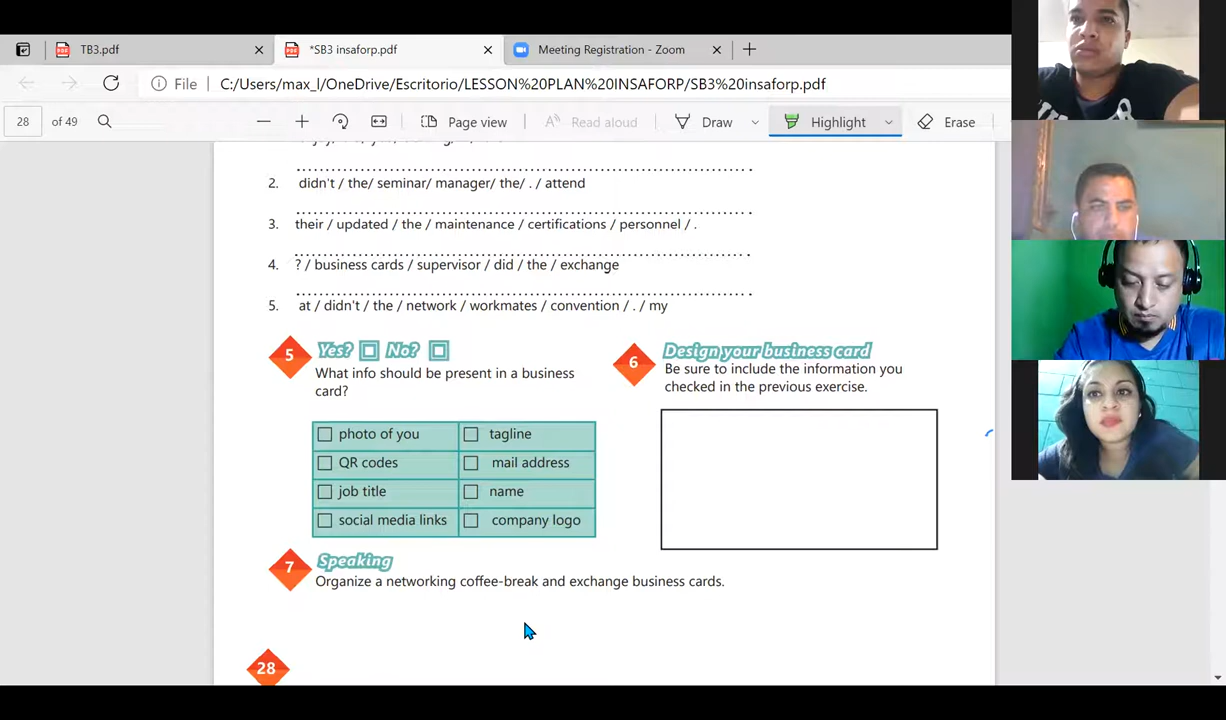 TB3.pdf
*SB3 insaforp.pdf
Meeting Registration - Zoom
File
C:/Users/max_l/OneDrive/Escritorio/LESSON%20PLAN%20INSAFORP/SB3%20insaforp.pdf
28 of 49
Page view
Read aloud
Draw
Highlight
Erase
2. didn't / the/ seminar/ manager/ the/ . / attend
3. their / updated / the / maintenance / certifications / personnel / .
4. ? / business cards / supervisor / did / the / exchange
5. at / didn't / the / network / workmates / convention / . / my
5 Yes? No?
What info should be present in a business
card?
photo of you
tagline
QR codes
mail address
job title
name
social media links
company logo
6 Design your business card
Be sure to include the information you
checked in the previous exercise.
7 Speaking
Organize a networking coffee-break and exchange business cards.
28